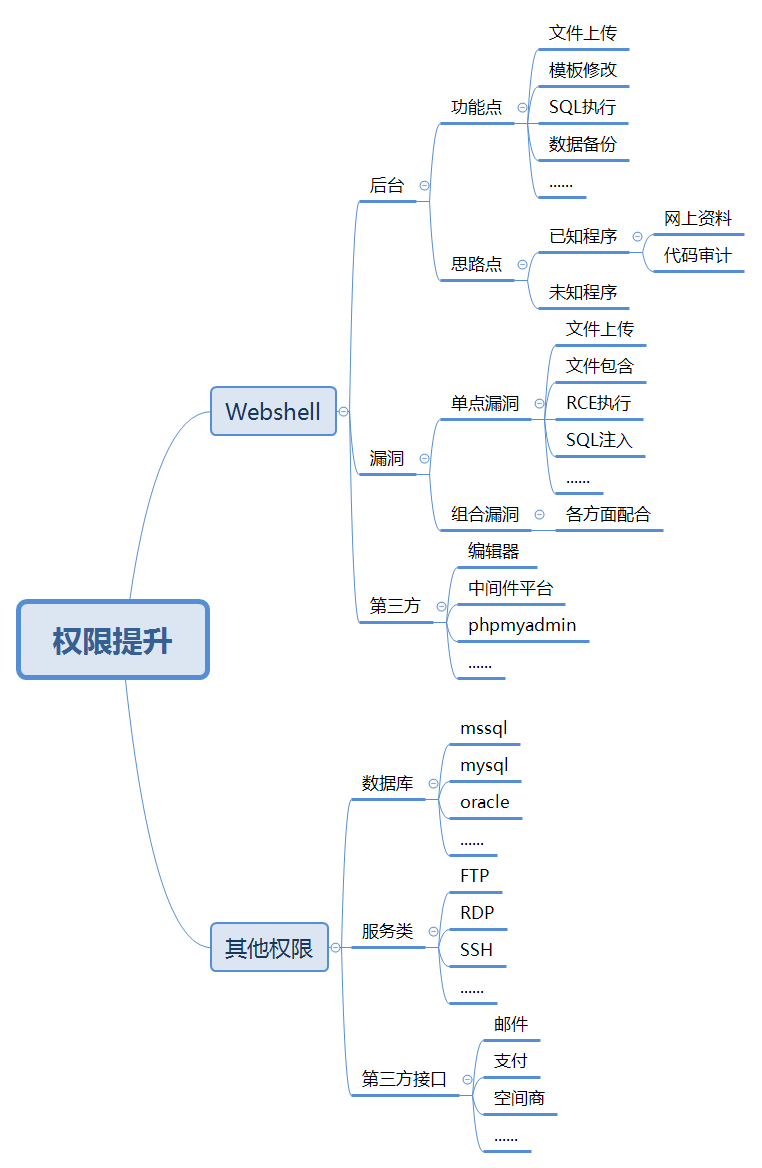 权限提升
Webshell
后台
功能点
文件上传
模板修改
SQL执行
数据备份
......
思路点
已知程序
网上资料
代码审计
未知程序
漏洞
单点漏洞
文件上传
文件包含
RCE执行
SQL注入
......
组合漏洞
各方面配合
第三方
编辑器
中间件平台
phpmyadmin
......
其他权限
数据库
mssql
mysql
oracle
......
服务类
FTP
RDP
SSH
......
第三方接口
邮件
支付
空间商
......